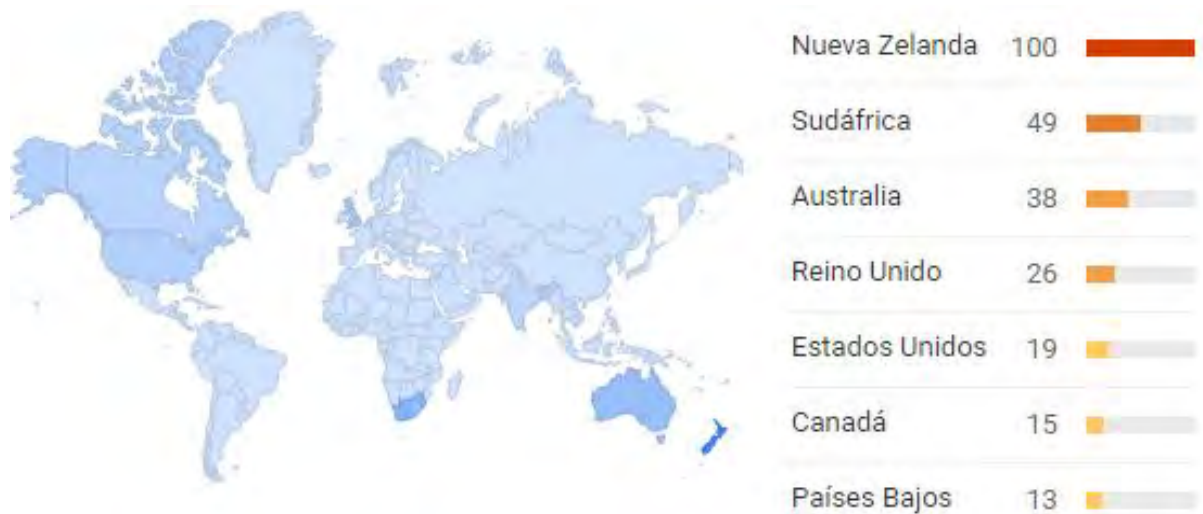 Nueva Zelanda 100
Sudáfrica 49
Australia 38
Reino Unido 26
Estados Unidos 19
Canadá 15
Países Bajos 13